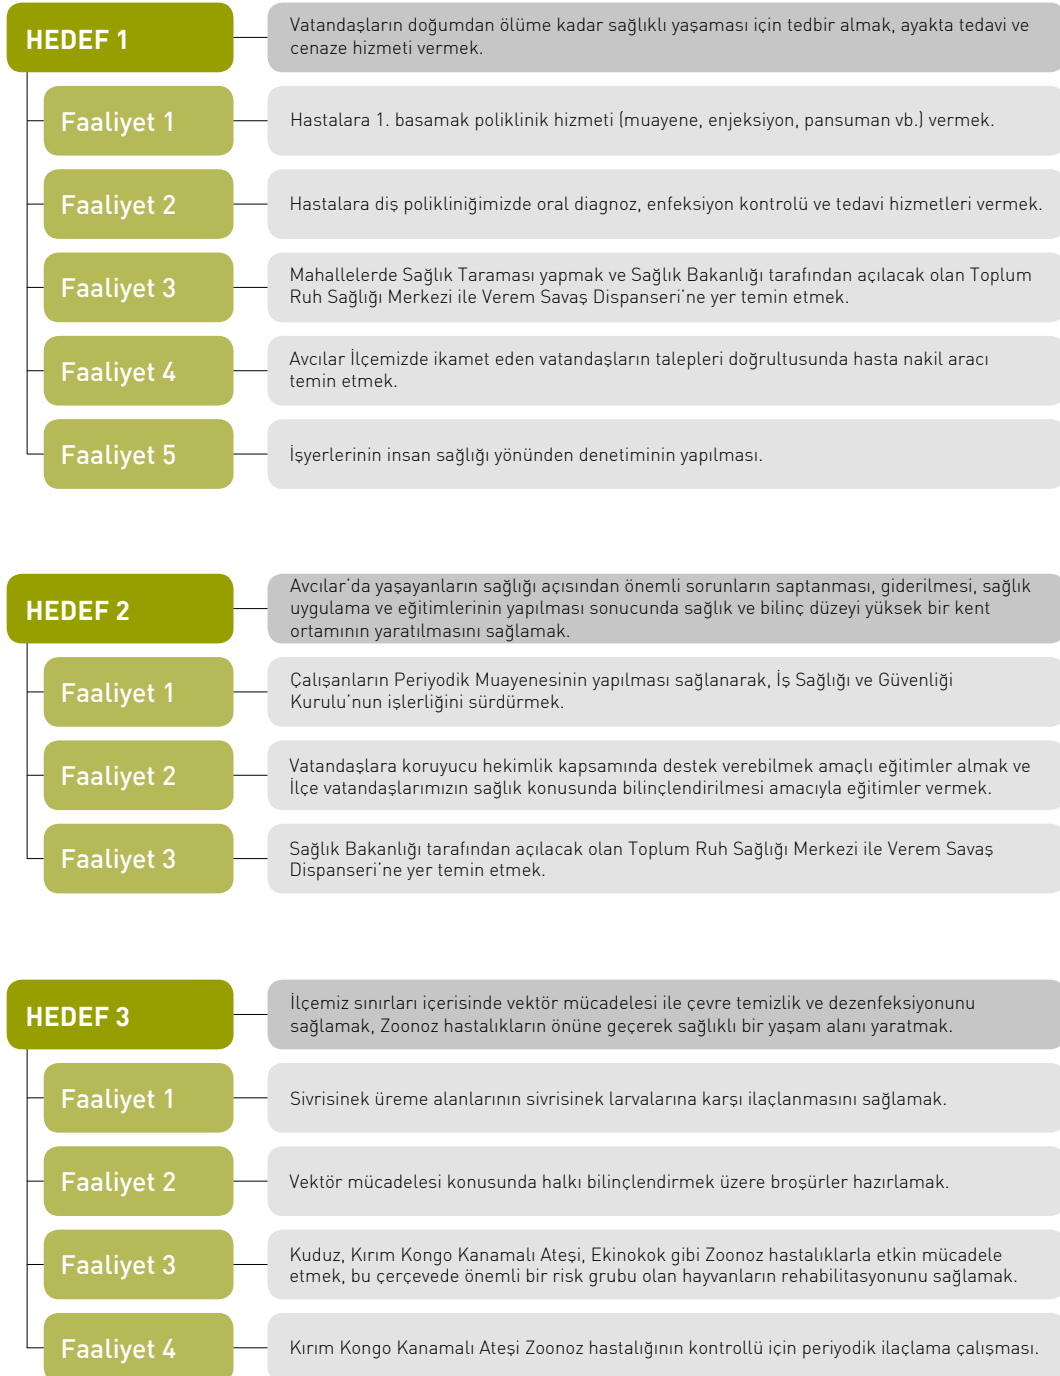 HEDEF 1
Vatandaşların doğumdan ölüme kadar sağlıklı yaşaması için tedbir almak, ayakta tedavi ve
cenaze hizmeti vermek.
Faaliyet 1
Hastalara 1. basamak poliklinik hizmeti (muayene, enjeksiyon, pansuman vb.) vermek.
Faaliyet 2
Hastalara diş polikliniğimizde oral diagnoz, enfeksiyon kontrolü ve tedavi hizmetleri vermek.
Faaliyet 3
Mahallelerde Sağlık Taraması yapmak ve Sağlık Bakanlığı tarafından açılacak olan Toplum
Ruh Sağlığı Merkezi ile Verem Savaş Dispanseri'ne yer temin etmek.
Faaliyet 4
Avcılar İlçemizde ikamet eden vatandaşların talepleri doğrultusunda hasta nakil aracı
temin etmek.
Faaliyet 5
İşyerlerinin insan sağlığı yönünden denetiminin yapılması.
HEDEF 2
Avcılar'da yaşayanların sağlığı açısından önemli sorunların saptanması, giderilmesi, sağlık
uygulama ve eğitimlerinin yapılması sonucunda sağlık ve bilinç düzeyi yüksek bir kent
ortamının yaratılmasını sağlamak.
Faaliyet 1
Çalışanların Periyodik Muayenesinin yapılması sağlanarak, İş Sağlığı ve Güvenliği
Kurulu'nun işlerliğini sürdürmek.
Faaliyet 2
Vatandaşlara koruyucu hekimlik kapsamında destek verebilmek amaçlı eğitimler almak ve
İlçe vatandaşlarımızın sağlık konusunda bilinçlendirilmesi amacıyla eğitimler vermek.
Faaliyet 3
Sağlık Bakanlığı tarafından açılacak olan Toplum Ruh Sağlığı Merkezi ile Verem Savaş
Dispanseri'ne yer temin etmek.
HEDEF 3
İlçemiz sınırları içerisinde vektör mücadelesi ile çevre temizlik ve dezenfeksiyonunu
sağlamak, Zoonoz hastalıkların önüne geçerek sağlıklı bir yaşam alanı yaratmak.
Faaliyet 1
Sivrisinek üreme alanlarının sivrisinek larvalarına karşı ilaçlanmasını sağlamak.
Faaliyet 2
Vektör mücadelesi konusunda halkı bilinçlendirmek üzere broşürler hazırlamak.
Faaliyet 3
Kuduz, Kırım Kongo Kanamalı Ateşi, Ekinokok gibi Zoonoz hastalıklarla etkin mücadele
etmek, bu çerçevede önemli bir risk grubu olan hayvanların rehabilitasyonunu sağlamak.
Faaliyet 4
Kırım Kongo Kanamalı Ateşi Zoonoz hastalığının kontrollü için periyodik ilaçlama çalışması.